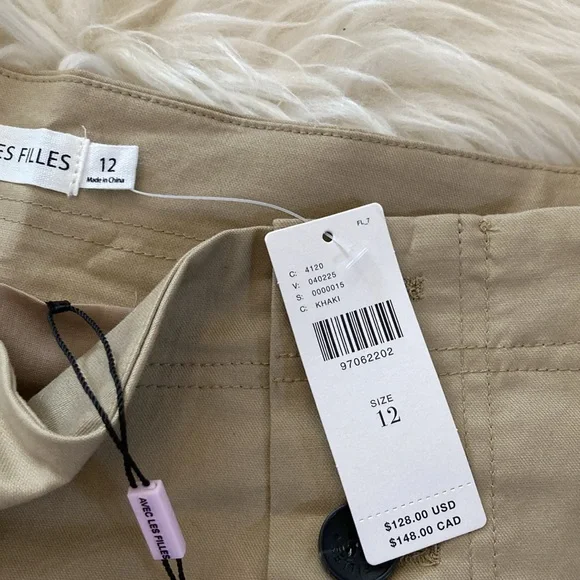 ES FILLES
12
Made in China
FL_7
C: 4120
V: 040225
S: 0000015
C: KHAKI
97062202
SIZE
12
$128.00 USD
$148.00 CAD
AVEC LES FILLES